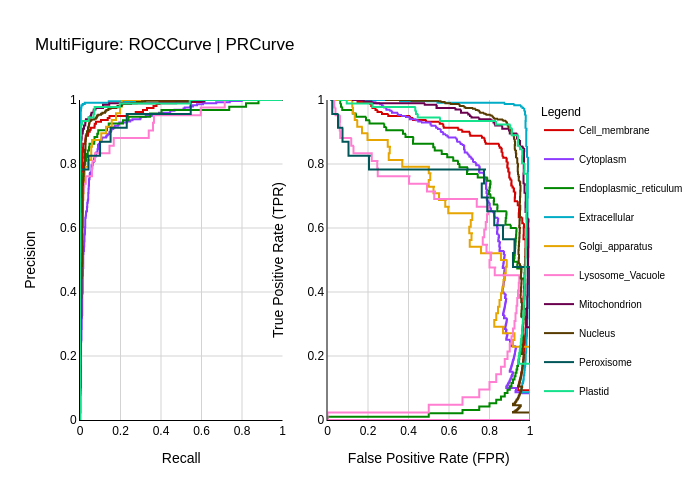 MultiFigure: ROCCurve | PRCurve
Precision
1
0.8
0.6
0.4
0.2
0
0
0.2
0.4
0.6
0.8
1
Recall
True Positive Rate (TPR)
1
0.8
0.6
0.4
0.2
0
0
0.2
0.4
0.6
0.8
1
False Positive Rate (FPR)
Legend
Cell_membrane
Cytoplasm
Endoplasmic_reticulum
Extracellular
Golgi_apparatus
Lysosome_Vacuole
Mitochondrion
Nucleus
Peroxisome
Plastid